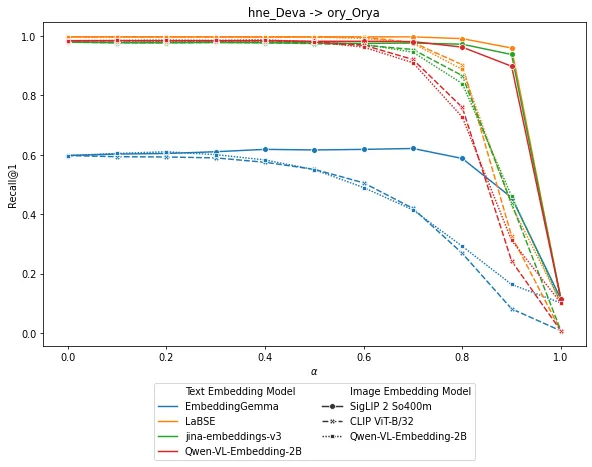 hne_Deva -> ory_Orya
Recall@1
1.0
0.8
0.6
0.4
0.2
0.0
0.0 0.2 0.4 0.6 0.8 1.0
α
Text Embedding Model
EmbeddingGemma
LaBSE
jina-embeddings-v3
Qwen-VL-Embedding-2B
Image Embedding Model
SigLIP 2 So400m
CLIP ViT-B/32
Qwen-VL-Embedding-2B